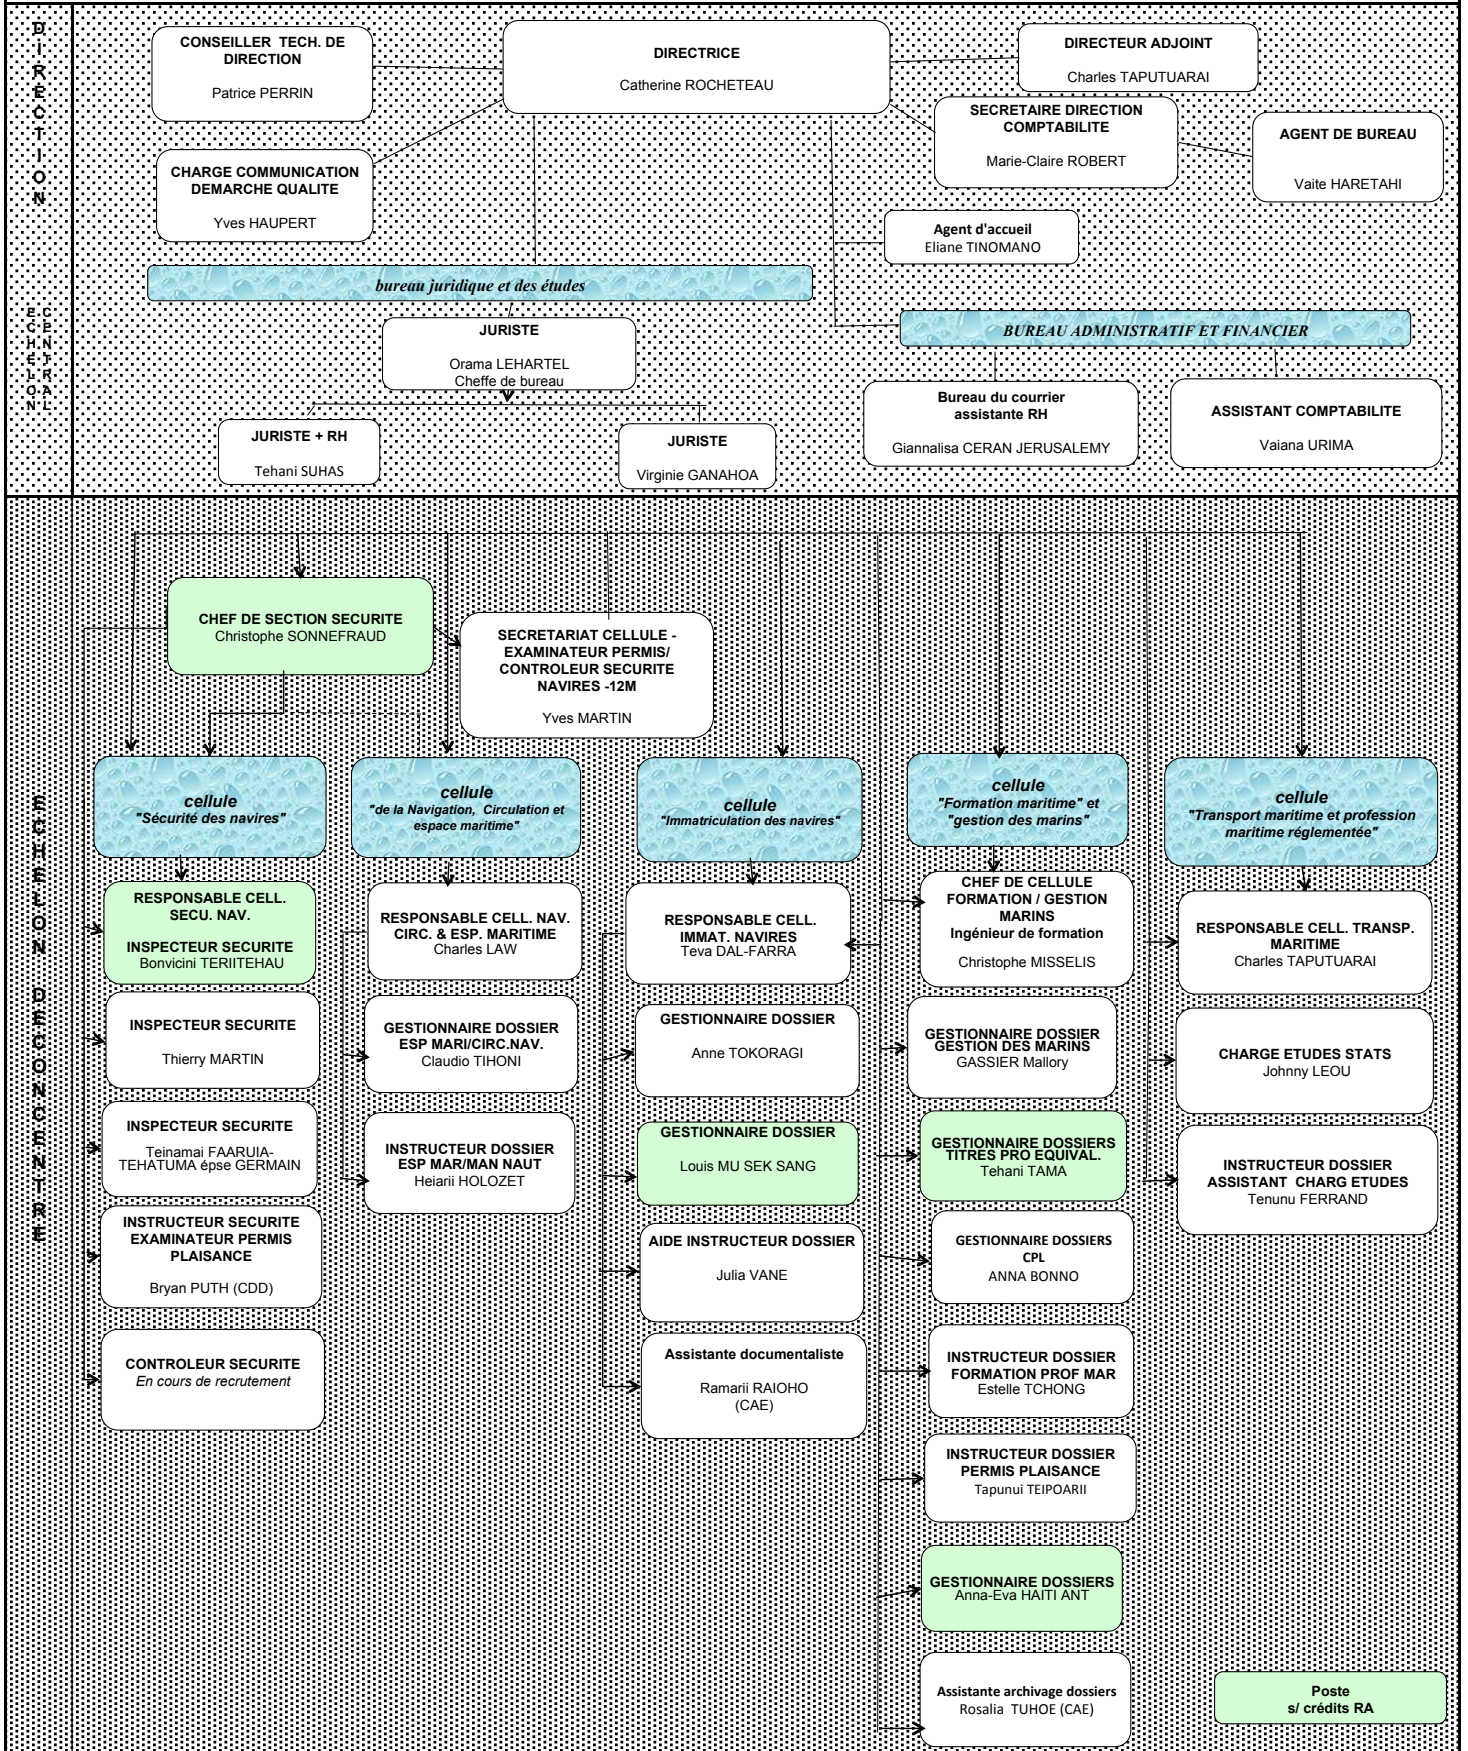 DIRECTION
CONSEILLER TECH. DE
DIRECTION
Patrice PERRIN
DIRECTRICE
Catherine ROCHETEAU
DIRECTEUR ADJOINT
Charles TAPUTUARAI
SECRETAIRE DIRECTION
COMPTABILITE
Marie-Claire ROBERT
AGENT DE BUREAU
Vaite HARETAHI
CHARGE COMMUNICATION
DEMARCHE QUALITE
Yves HAUPERT
Agent d'accueil
Eliane TINOMANO
ECHELON
CENTRAL
bureau juridique et des études
JURISTE
Orama LEHARTEL
Cheffe de bureau
JURISTE + RH
Tehani SUHAS
JURISTE
Virginie GANAHOA
BUREAU ADMINISTRATIF ET FINANCIER
Bureau du courrier
assistante RH
Giannalisa CERAN JERUSALEMY
ASSISTANT COMPTABILITE
Vaiana URIMA
ECHELON DECONCENTRE
CHEF DE SECTION SECURITE
Christophe SONNEFRAUD
SECRETARIAT CELLULE -
EXAMINATEUR PERMIS/
CONTROLEUR SECURITE
NAVIRES -12M
Yves MARTIN
cellule
"Sécurité des navires"
RESPONSABLE CELL.
SECU. NAV.
INSPECTEUR SECURITE
Bonvicini TERIITEHAU
INSPECTEUR SECURITE
Thierry MARTIN
INSPECTEUR SECURITE
Teinamai FAARUIA-
TEHATUMA épse GERMAIN
INSTRUCTEUR SECURITE
EXAMINATEUR PERMIS
PLAISANCE
Bryan PUTH (CDD)
CONTROLEUR SECURITE
En cours de recrutement
cellule
"de la Navigation, Circulation et
espace maritime"
RESPONSABLE CELL. NAV.
CIRC. & ESP. MARITIME
Charles LAW
GESTIONNAIRE DOSSIER
ESP MARI/CIRC.NAV.
Claudio TIHONI
INSTRUCTEUR DOSSIER
ESP MAR/MAN NAUT
Heiarii HOLOZET
cellule
"Immatriculation des navires"
RESPONSABLE CELL.
IMMAT. NAVIRES
Teva DAL-FARRA
GESTIONNAIRE DOSSIER
Anne TOKORAGI
GESTIONNAIRE DOSSIER
Louis MU SEK SANG
AIDE INSTRUCTEUR DOSSIER
Julia VANE
Assistante documentaliste
Ramarii RAIOHO
(CAE)
cellule
"Formation maritime" et
"gestion des marins"
CHEF DE CELLULE
FORMATION / GESTION
MARINS
Ingénieur de formation
Christophe MISSELIS
GESTIONNAIRE DOSSIER
GESTION DES MARINS
GASSIER Mallory
GESTIONNAIRE DOSSIERS
TITRES PRO EQUIVAL.
Tehani TAMA
GESTIONNAIRE DOSSIERS
CPL
ANNA BONNO
INSTRUCTEUR DOSSIER
FORMATION PROF MAR
Estelle TCHONG
INSTRUCTEUR DOSSIER
PERMIS PLAISANCE
Tapunui TEIPOARII
GESTIONNAIRE DOSSIERS
Anna-Eva HAITI ANT
Assistante archivage dossiers
Rosalia TUHOE (CAE)
cellule
"Transport maritime et profession
maritime réglementée"
RESPONSABLE CELL. TRANSP.
MARITIME
Charles TAPUTUARAI
CHARGE ETUDES STATS
Johnny LEOU
INSTRUCTEUR DOSSIER
ASSISTANT CHARG ETUDES
Tenunu FERRAND
Poste
s/ crédits RA